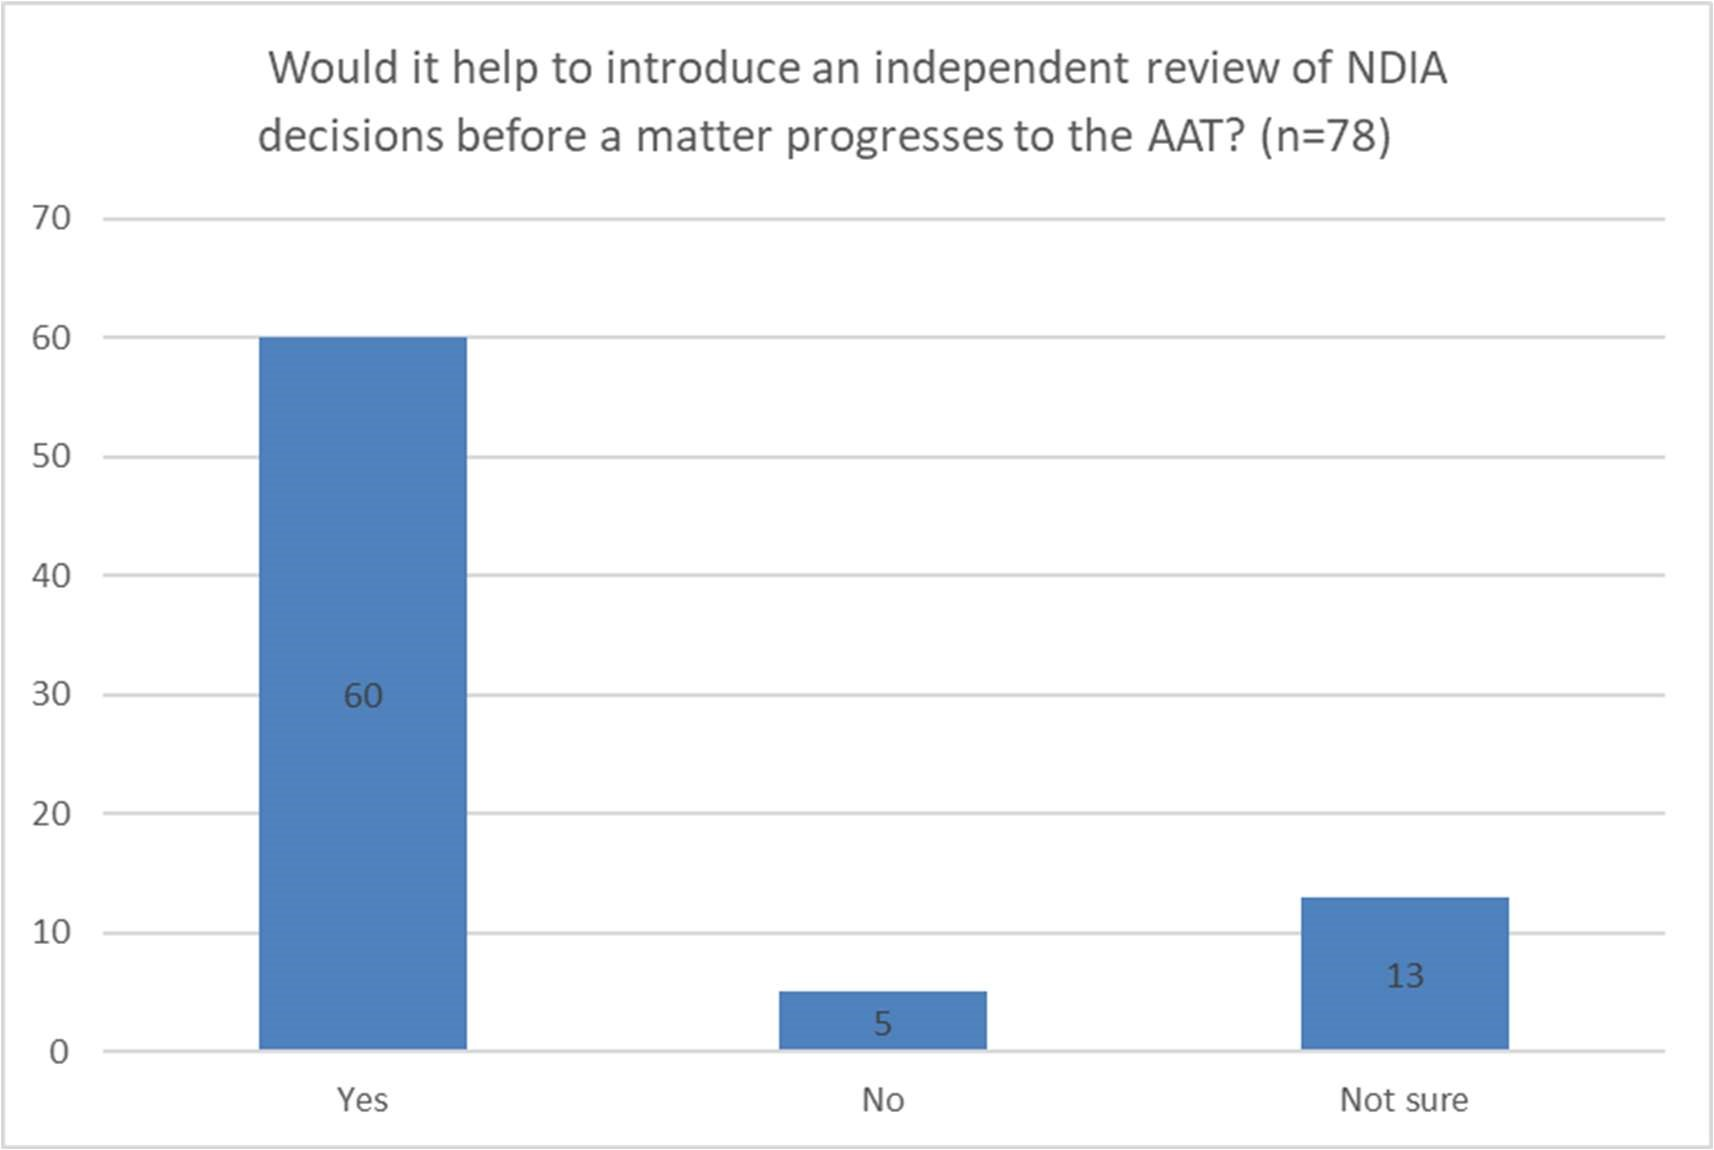 Would it help to introduce an independent review of NDIA
decisions before a matter progresses to the AAT? (n=78)
70
60
50
40
30
20
10
0
60
5
13
Yes
No
Not sure